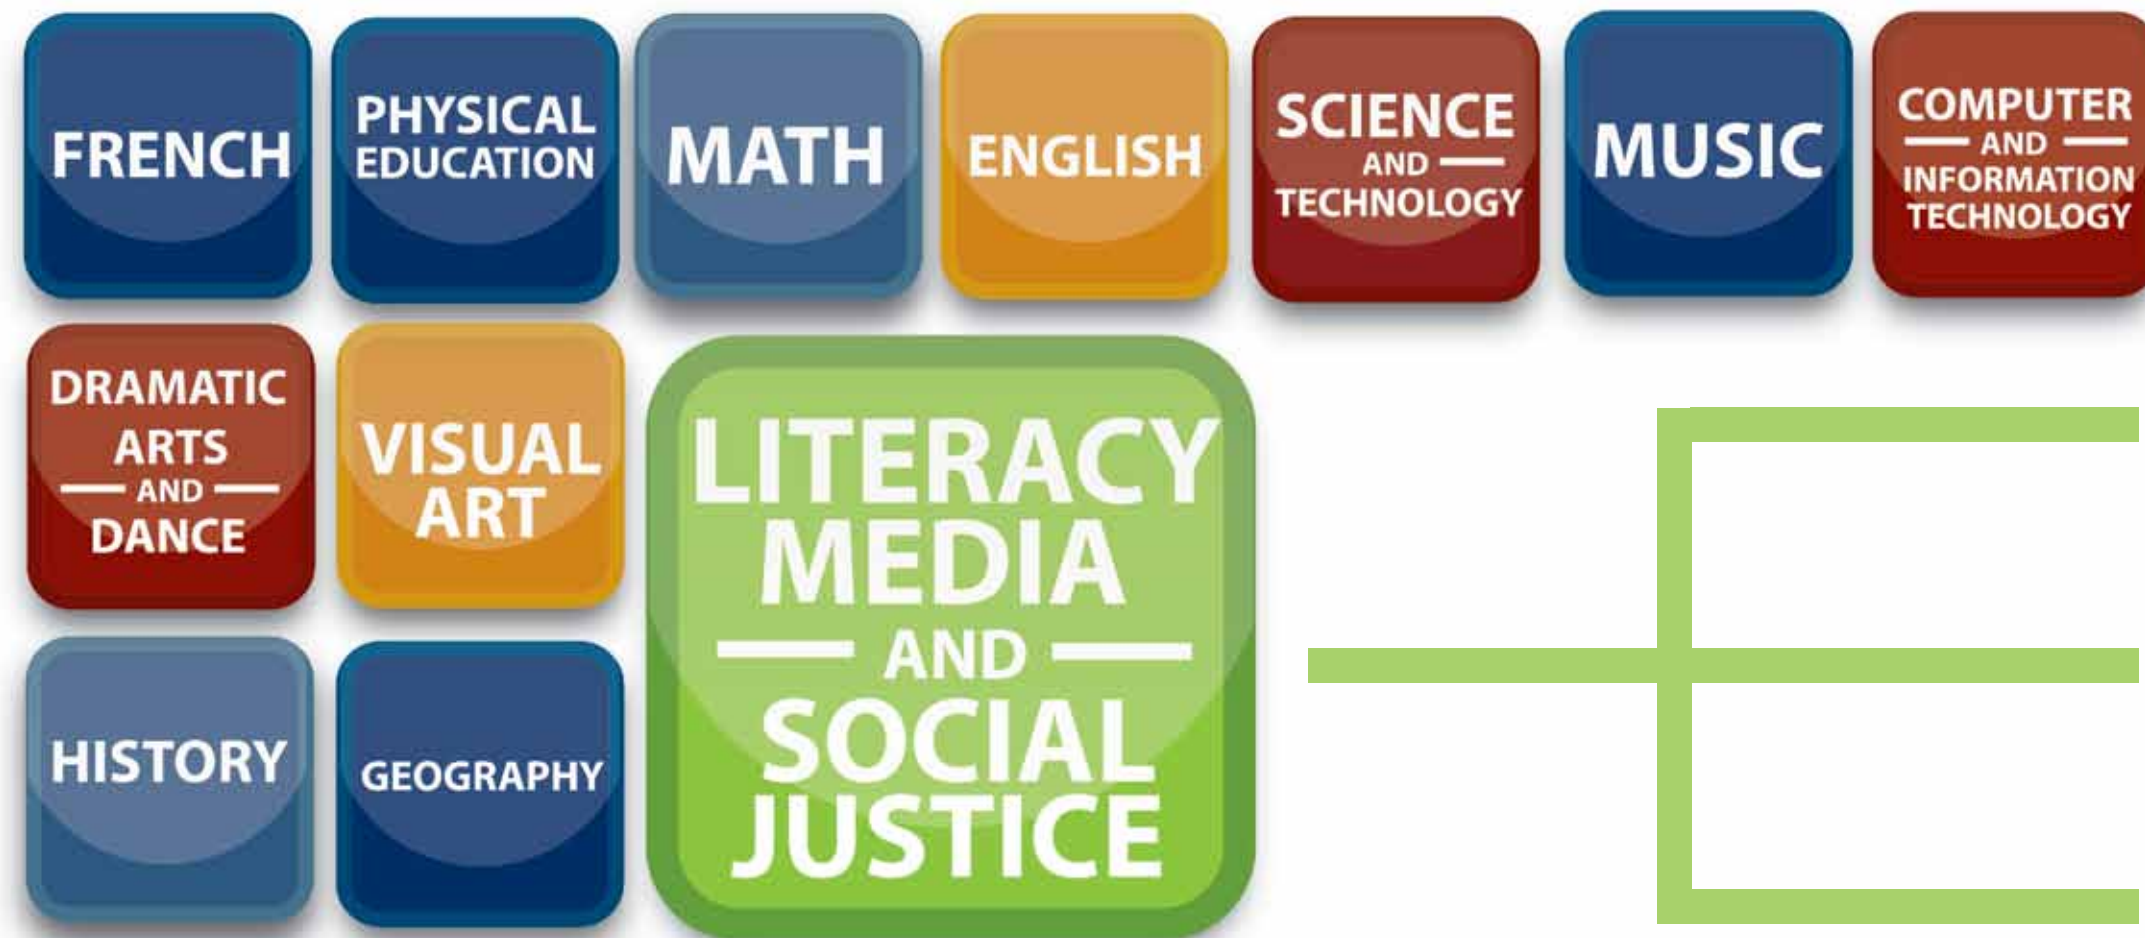 FRENCH
PHYSICAL
EDUCATION
MATH
ENGLISH
SCIENCE
AND
TECHNOLOGY
MUSIC
COMPUTER
AND
INFORMATION
TECHNOLOGY
DRAMATIC
ARTS
AND
DANCE
VISUAL
ART
LITERACY
MEDIA
AND
SOCIAL
JUSTICE
HISTORY
GEOGRAPHY